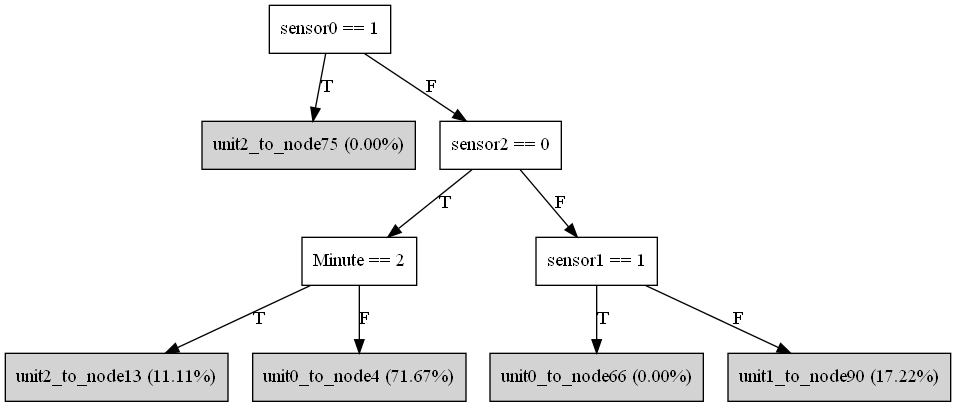 sensor0 == 1
T
F
unit2_to_node75 (0.00%)
sensor2 == 0
T
F
Minute == 2
sensor1 == 1
T
F
T
F
unit2_to_node13 (11.11%)
unit0_to_node4 (71.67%)
unit0_to_node66 (0.00%)
unit1_to_node90 (17.22%)